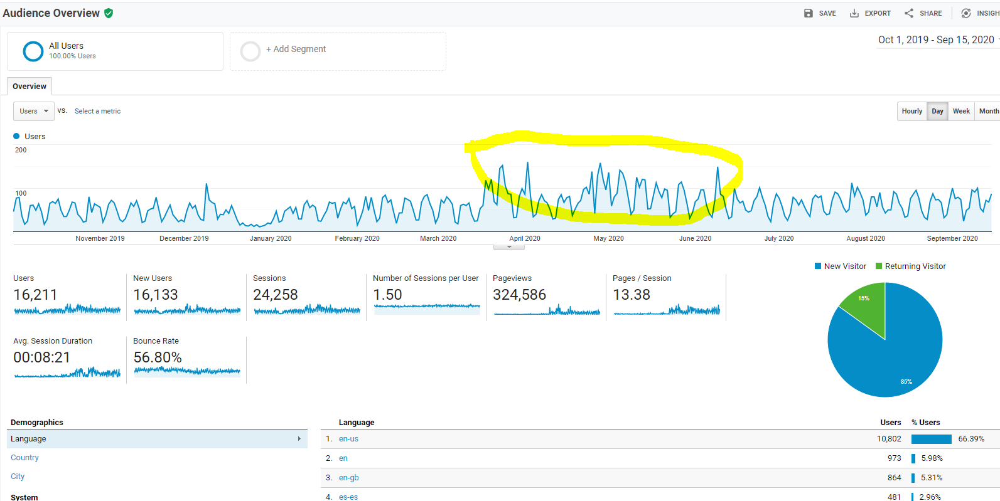 Audience Overview
SAVE EXPORT SHARE INSIGH
All Users
100.00% Users
+ Add Segment
Oct 1, 2019 - Sep 15, 2020
Overview
Users VS. Select a metric
Hourly Day Week Month
Users
200
100
November 2019 December 2019 January 2020 February 2020 March 2020 April 2020 May 2020 June 2020 July 2020 August 2020 September 2020
New Visitor Returning Visitor
Users New Users Sessions Number of Sessions per User Pageviews Pages / Session
16,211 16,133 24,258 1.50 324,586 13.38
15%
Avg. Session Duration Bounce Rate
00:08:21 56.80%
85%
Demographics
Language
Country
City
System
Language Users % Users
1. en-us 10,802 66.39%
2. en 973 5.98%
3. en-gb 864 5.31%
4. es-es 481 2.96%